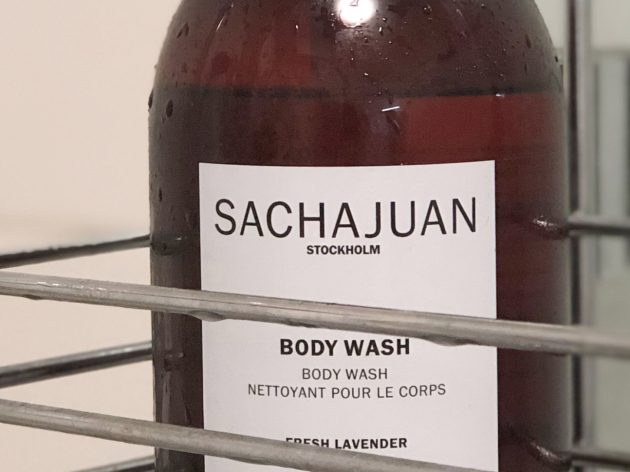 SACHAJUAN
STOCKHOLM
BODY WASH
BODY WASH
NETTOYANT POUR LE CORPS
FRESH LAVENDER